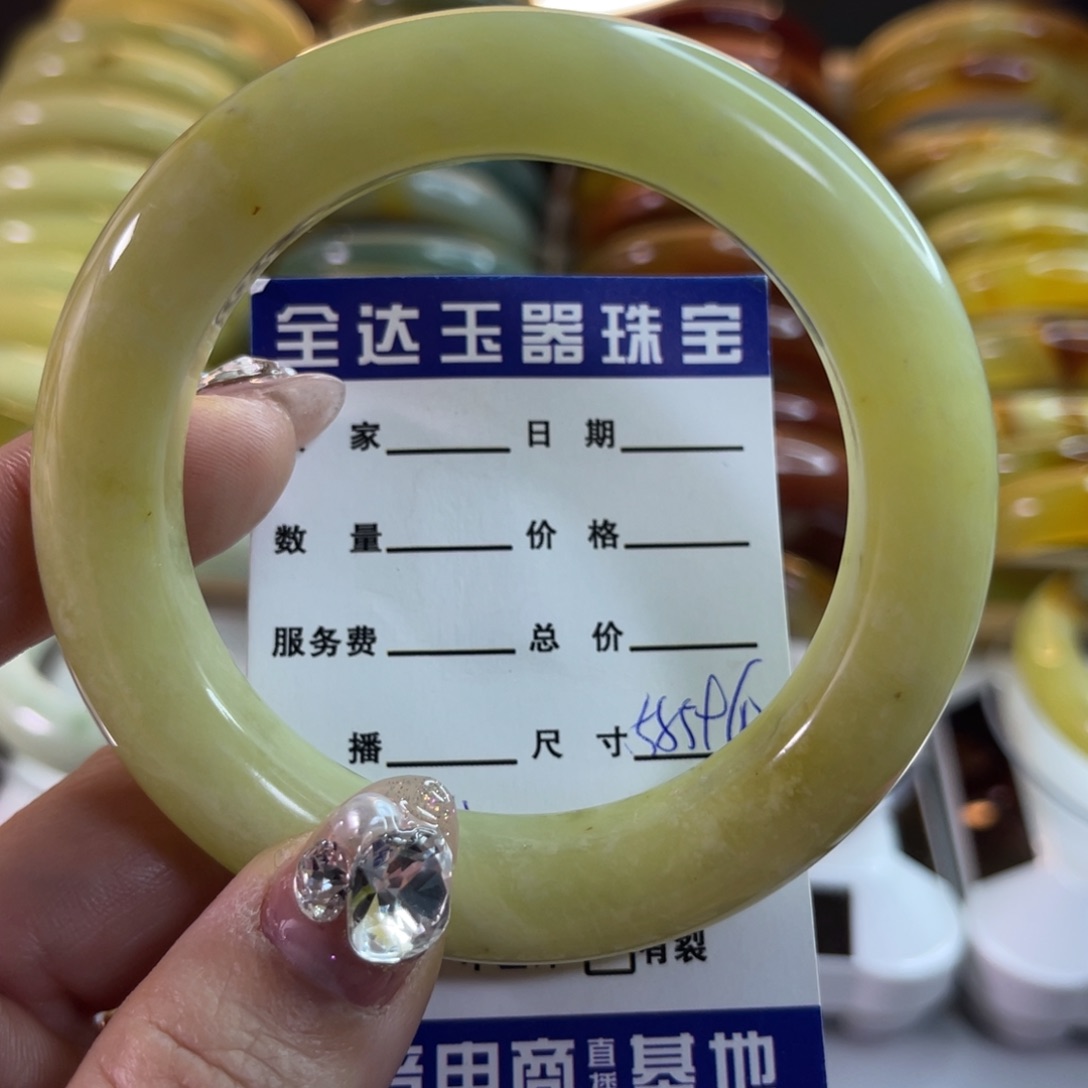 全达玉器珠宝
家 日 期
数 量 价 格
服务费 总 价
播 尺 寸
有裂
电商直播基地